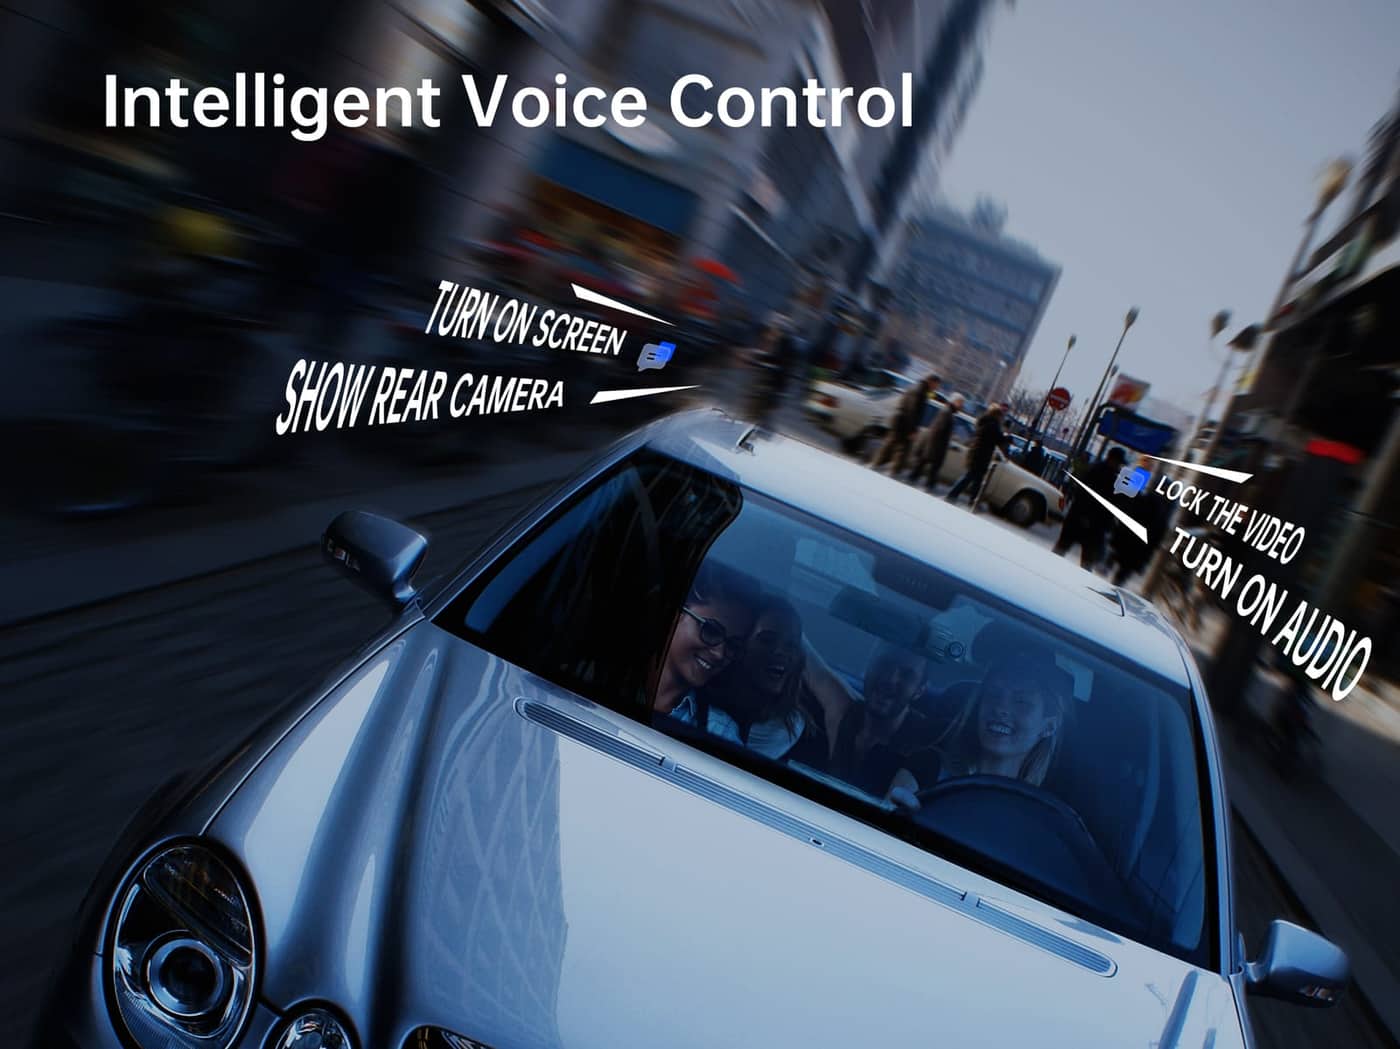 Intelligent Voice Control
TURN ON SCREEN
SHOW REAR CAMERA
LOCK THE VIDEO
TURN ON AUDIO